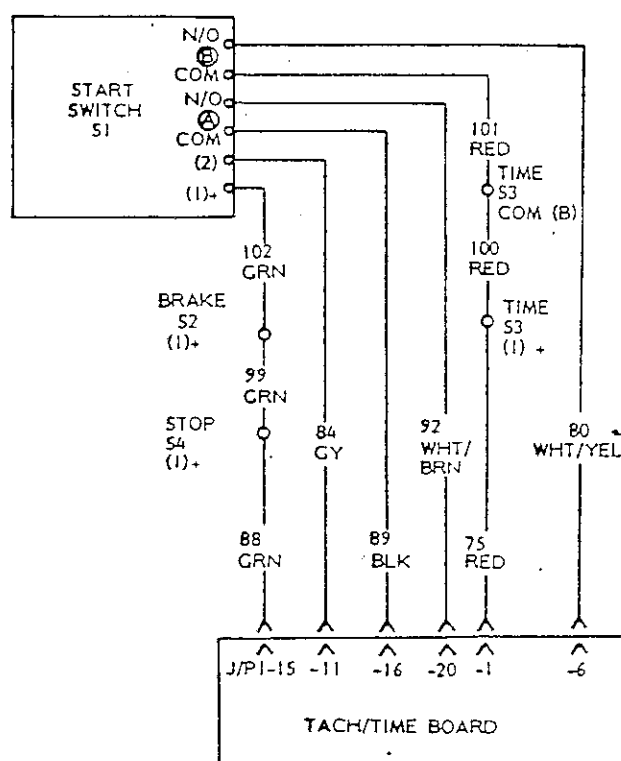 START
SWITCH
S1
N/O
B
COM
N/O
A
COM
(2)
(1)+
102
GRN
BRAKE
S2
(1)+
99
GRN
STOP
S4
(1)+
88
GRN
84
GY
89
BLK
92
WHT/
BRN
101
RED
TIME
S3
COM (B)
100
RED
TIME
S3
(1) +
75
RED
80
WHT/YEL
J/P1-15 -11 -16 -20 -1 -6
TACH/TIME BOARD